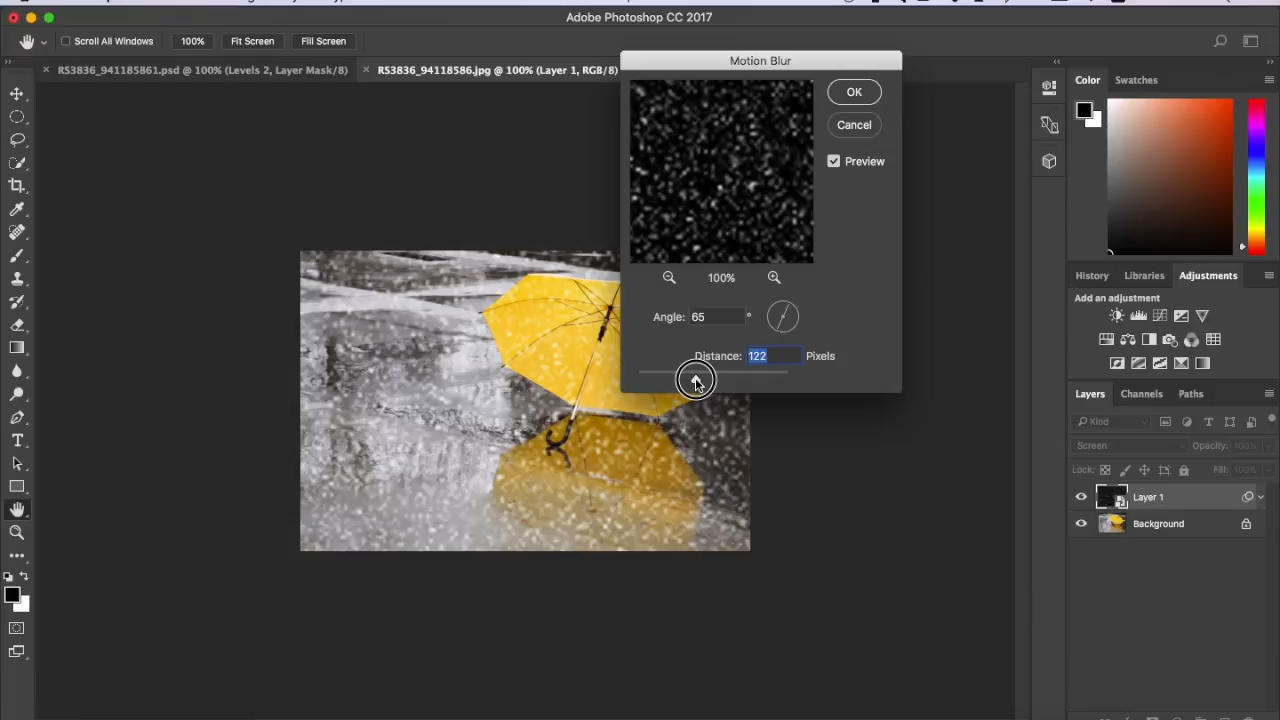 Adobe Photoshop CC 2017
Scroll All Windows
100%
Fit Screen
Fill Screen
RS3836_941185861.psd @ 100% (Levels 2, Layer Mask/8)
RS3836_94118586.jpg @ 100% (Layer 1, RGB/8)
Motion Blur
OK
Cancel
Preview
100%
Angle: 65 °
Distance: 122 Pixels
Color
Swatches
History
Libraries
Adjustments
Add an adjustment
Layers
Channels
Paths
Kind
Screen
Opacity: 100%
Lock:
Fill: 100%
Layer 1
Background
T